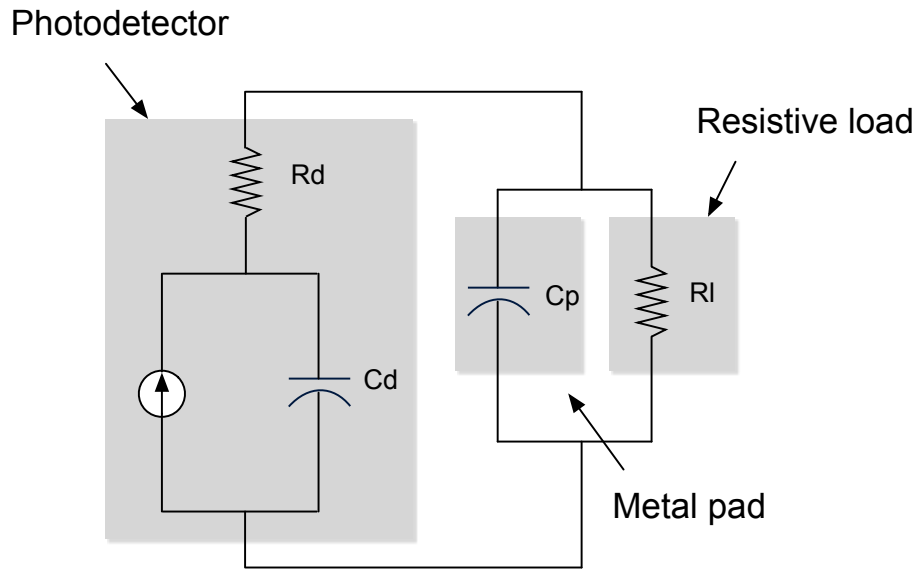 Photodetector
Resistive load
Rd
Cp
Rl
Cd
Metal pad